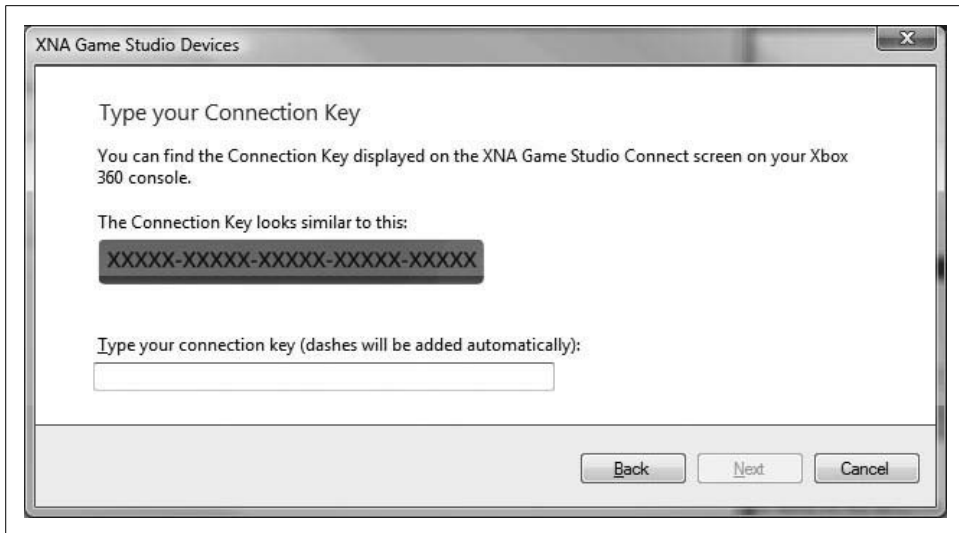 XNA Game Studio Devices
Type your Connection Key
You can find the Connection Key displayed on the XNA Game Studio Connect screen on your Xbox
360 console.
The Connection Key looks similar to this:
XXXXX-XXXXX-XXXXX-XXXXX-XXXXX
Type your connection key (dashes will be added automatically):
Back Next Cancel